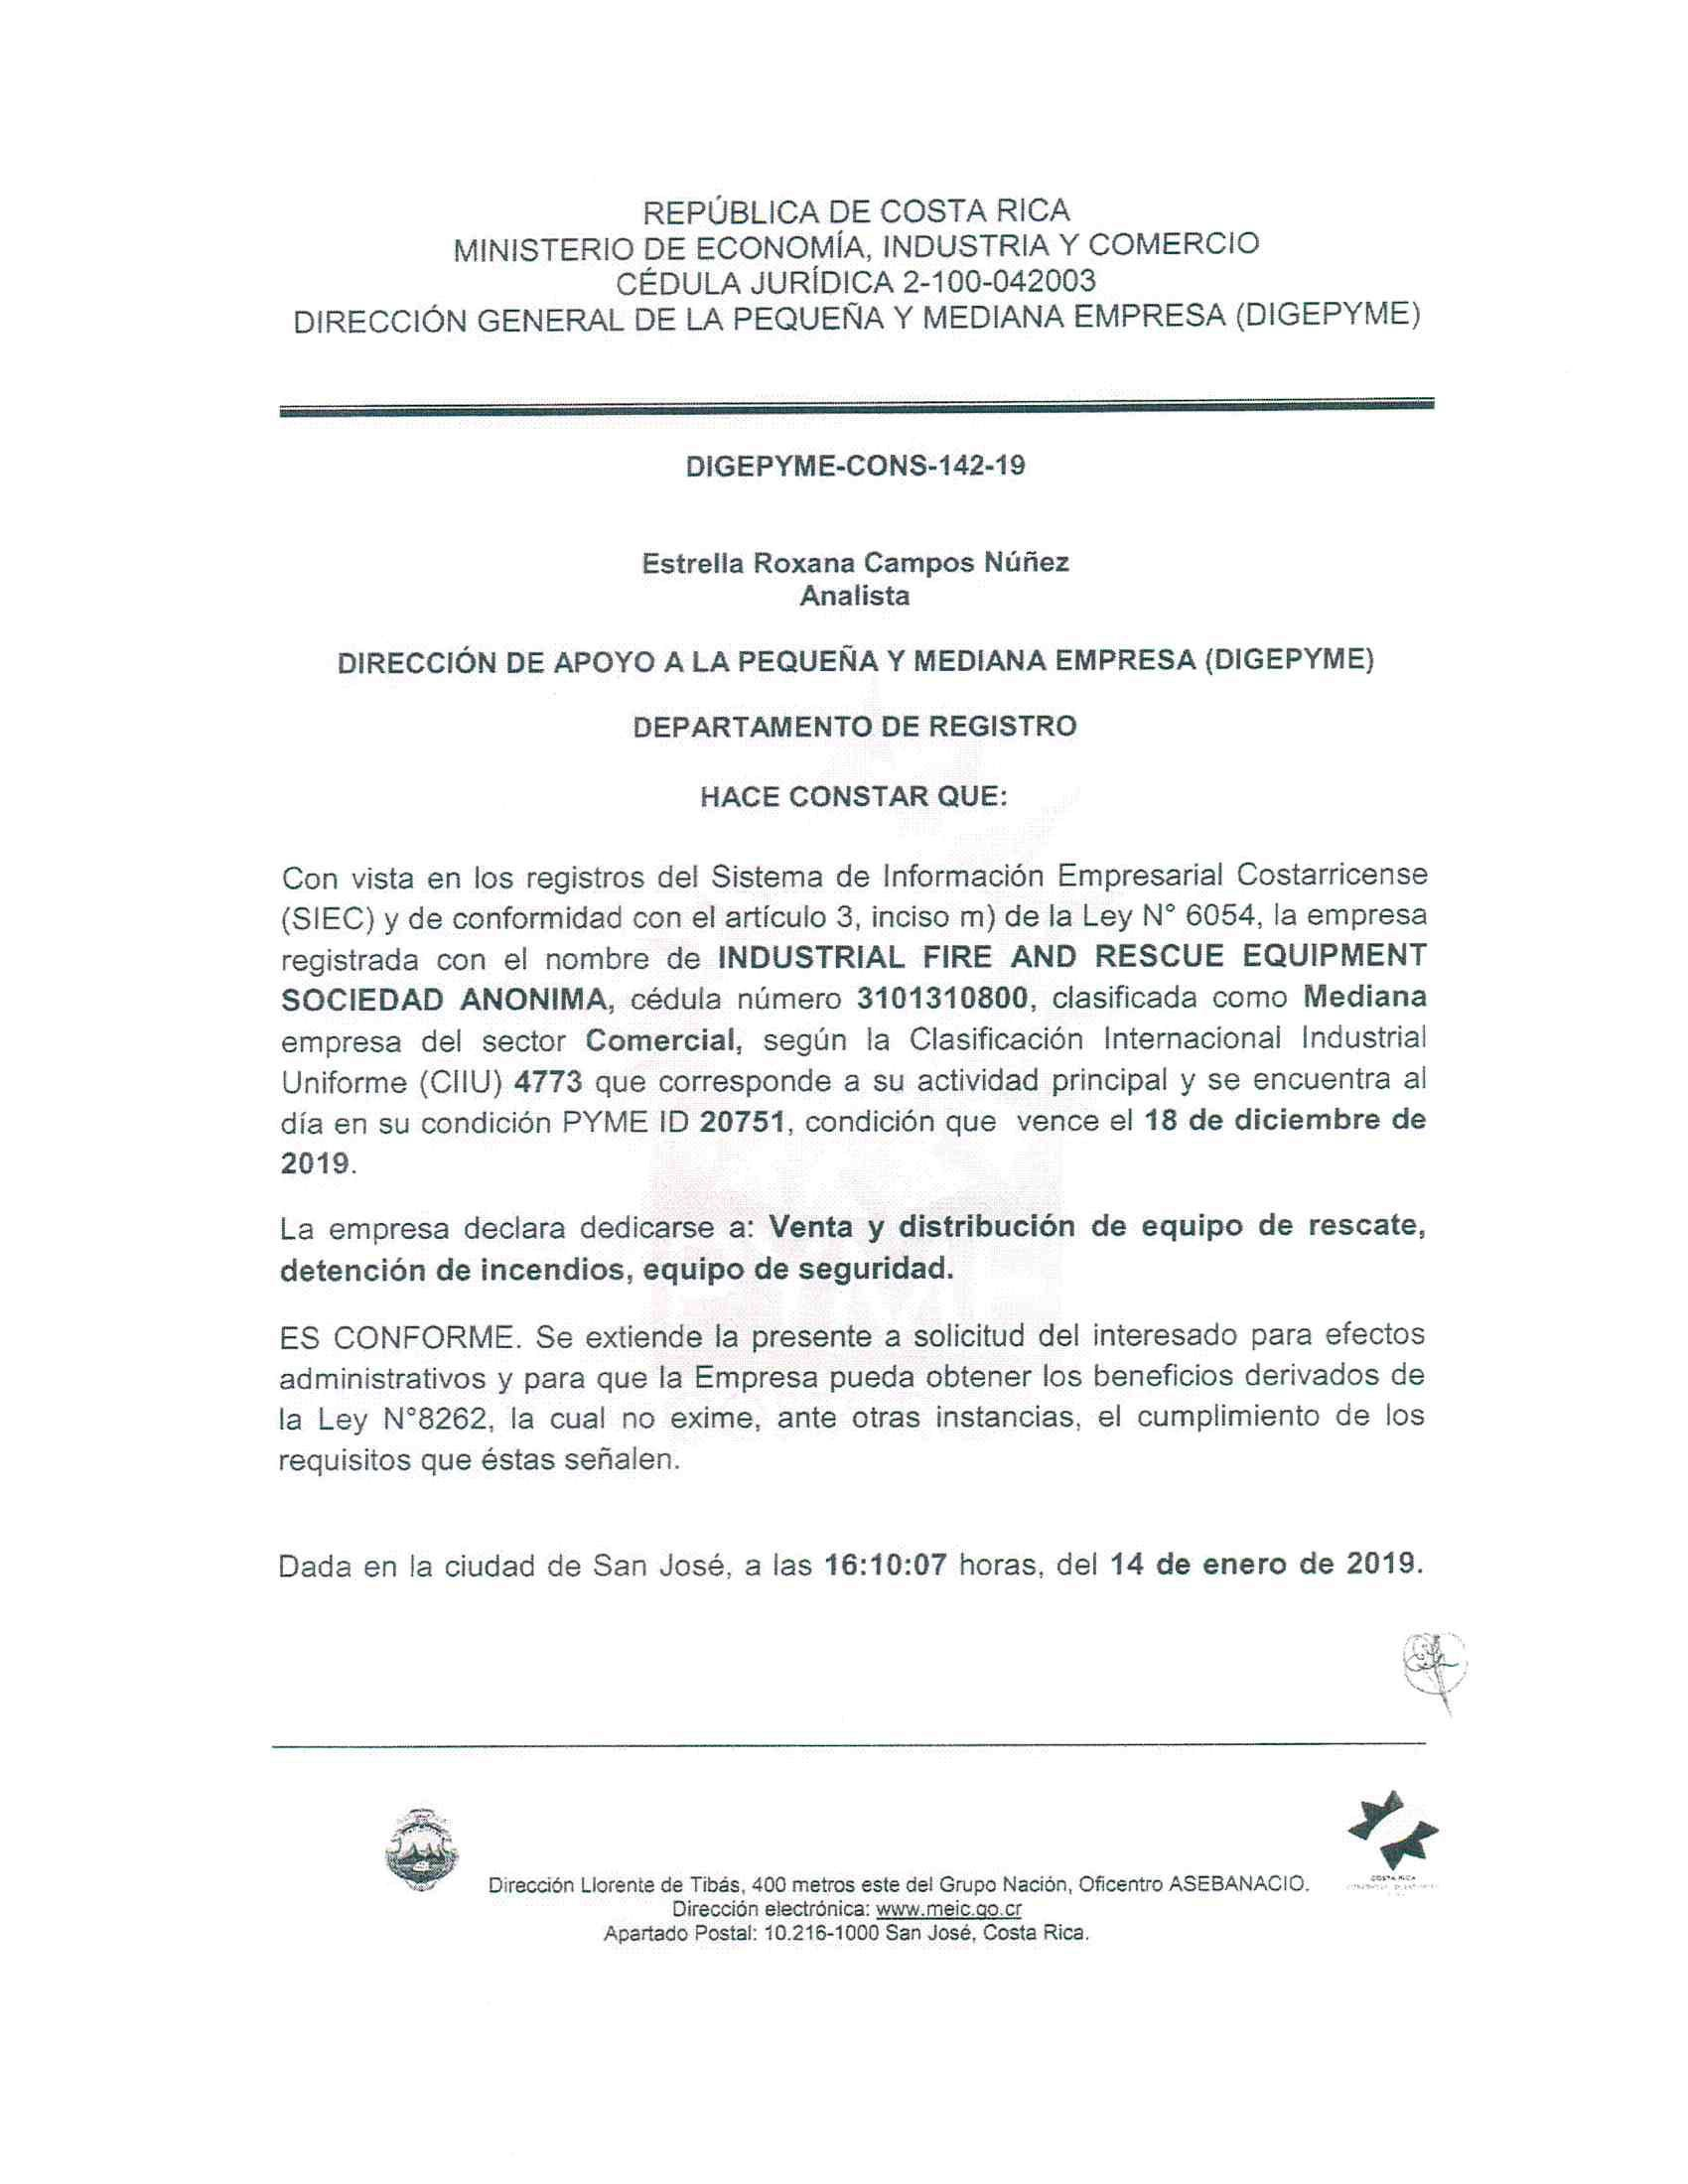 REPÚBLICA DE COSTA RICA
MINISTERIO DE ECONOMÍA, INDUSTRIA Y COMERCIO
CÉDULA JURÍDICA 2-100-042003
DIRECCIÓN GENERAL DE LA PEQUEÑA Y MEDIANA EMPRESA (DIGEPYME)
DIGEPYME-CONS-142-19
Estrella Roxana Campos Núñez
Analista
DIRECCIÓN DE APOYO A LA PEQUEÑA Y MEDIANA EMPRESA (DIGEPYME)
DEPARTAMENTO DE REGISTRO
HACE CONSTAR QUE:
Con vista en los registros del Sistema de Información Empresarial Costarricense
(SIEC) y de conformidad con el artículo 3, inciso m) de la Ley N° 6054, la empresa
registrada con el nombre de INDUSTRIAL FIRE AND RESCUE EQUIPMENT
SOCIEDAD ANONIMA, cédula número 3101310800, clasificada como Mediana
empresa del sector Comercial, según la Clasificación Internacional Industrial
Uniforme (CIIU) 4773 que corresponde a su actividad principal y se encuentra al
día en su condición PYME ID 20751, condición que vence el 18 de diciembre de
2019.
La empresa declara dedicarse a: Venta y distribución de equipo de rescate,
detención de incendios, equipo de seguridad.
ES CONFORME. Se extiende la presente a solicitud del interesado para efectos
administrativos y para que la Empresa pueda obtener los beneficios derivados de
la Ley N°8262, la cual no exime, ante otras instancias, el cumplimiento de los
requisitos que éstas señalen.
Dada en la ciudad de San José, a las 16:10:07 horas, del 14 de enero de 2019.
Dirección Llorente de Tibás, 400 metros este del Grupo Nación, Oficentro ASEBANACIO.
Dirección electrónica: www.meic.go.cr
Apartado Postal: 10.216-1000 San José, Costa Rica.
COSTA RICA